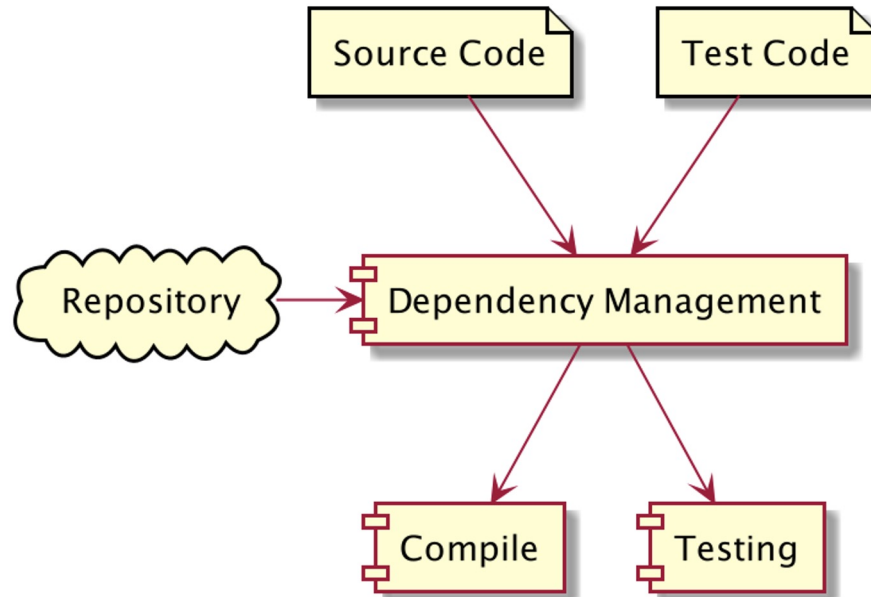 Source Code
Test Code
Repository
Dependency Management
Compile
Testing